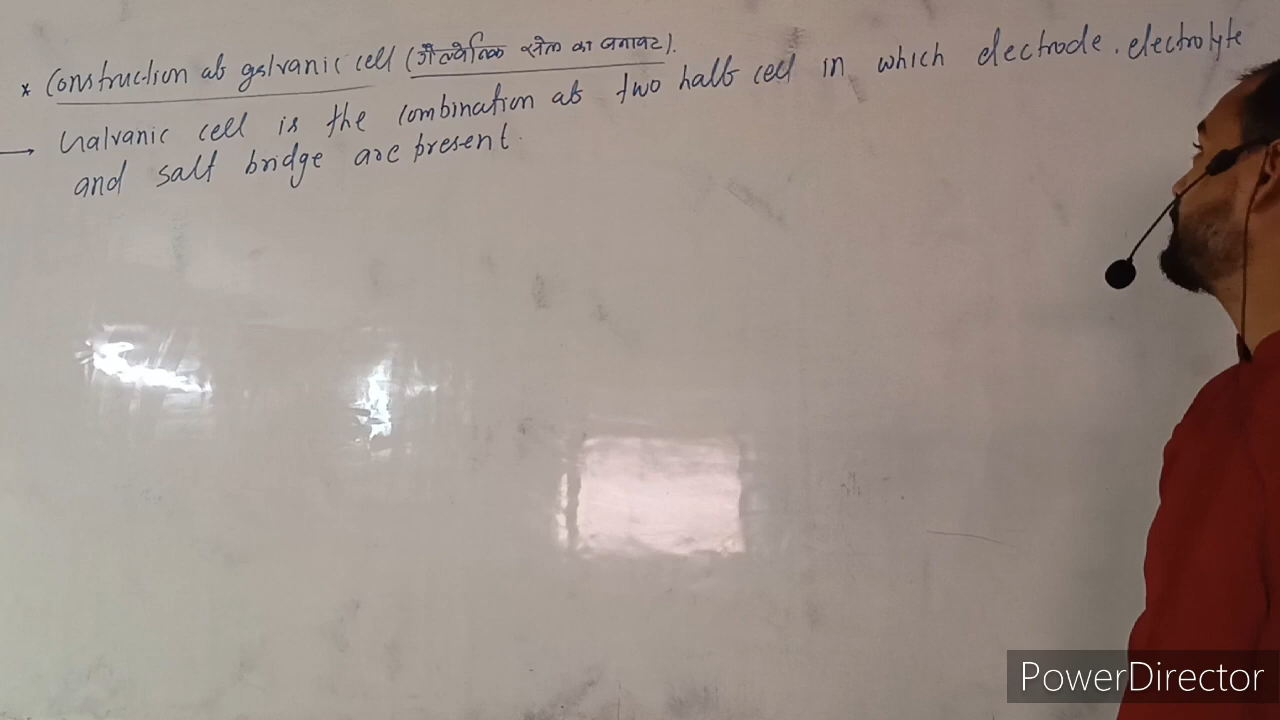 * Construction of galvanic cell (गैल्वेनिक सेल का बनावट).
→ Galvanic cell is the combination of two half cell in which electrode, electrolyte
and salt bridge are present.
PowerDirector